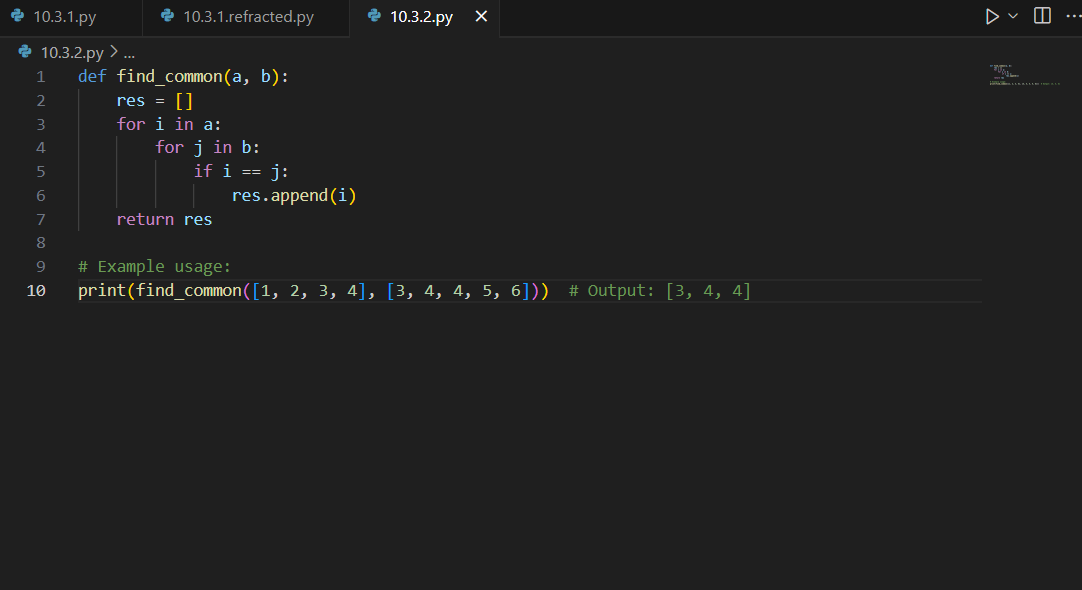 10.3.1.py 10.3.1.refracted.py 10.3.2.py
10.3.2.py > ...
1 def find_common(a, b):
2     res = []
3     for i in a:
4         for j in b:
5             if i == j:
6                 res.append(i)
7     return res
8
9 # Example usage:
10 print(find_common([1, 2, 3, 4], [3, 4, 4, 5, 6]))  # Output: [3, 4, 4]